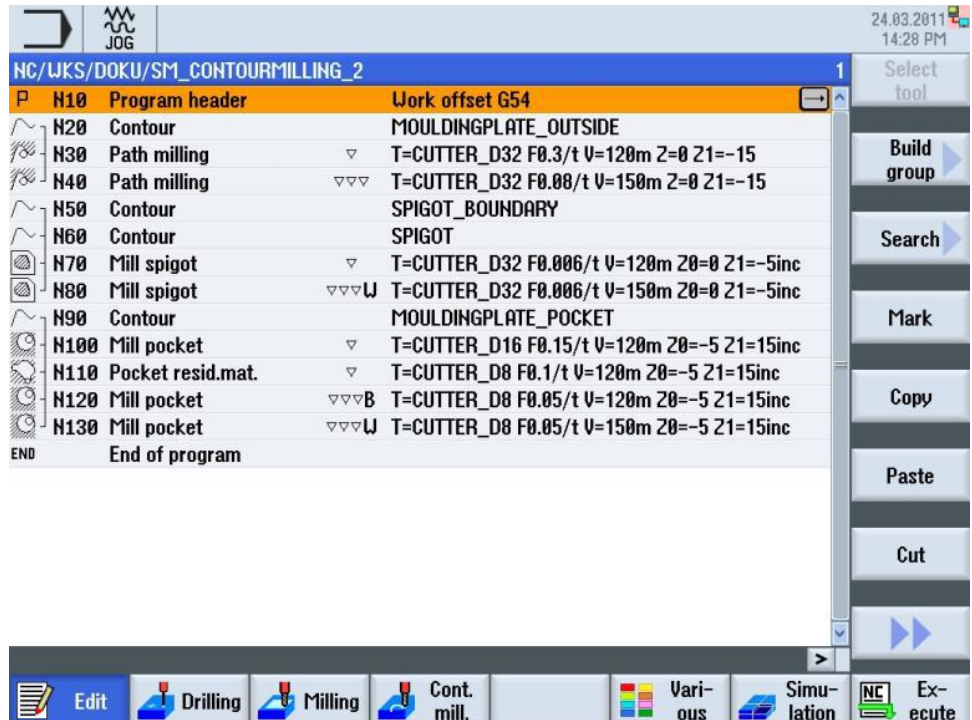 JOG
24.03.2011
14:28 PM
NC/WKS/DOKU/SM_CONTOURMILLING_2 1
Select
tool
P N10 Program header Work offset G54
N20 Contour MOULDINGPLATE_OUTSIDE
N30 Path milling ▽ T=CUTTER_D32 F0.3/t V=120m Z=0 Z1=-15
N40 Path milling ▽▽▽ T=CUTTER_D32 F0.08/t V=150m Z=0 Z1=-15
N50 Contour SPIGOT_BOUNDARY
N60 Contour SPIGOT
N70 Mill spigot ▽ T=CUTTER_D32 F0.006/t V=120m Z0=0 Z1=-5inc
N80 Mill spigot ▽▽▽W T=CUTTER_D32 F0.006/t V=150m Z0=0 Z1=-5inc
N90 Contour MOULDINGPLATE_POCKET
N100 Mill pocket ▽ T=CUTTER_D16 F0.15/t V=120m Z0=-5 Z1=15inc
N110 Pocket resid.mat. ▽ T=CUTTER_D8 F0.1/t V=120m Z0=-5 Z1=15inc
N120 Mill pocket ▽▽▽B T=CUTTER_D8 F0.05/t V=120m Z0=-5 Z1=15inc
N130 Mill pocket ▽▽▽W T=CUTTER_D8 F0.05/t V=150m Z0=-5 Z1=15inc
END End of program
Build
group
Search
Mark
Copy
Paste
Cut
>
Edit
Drilling
Milling
Cont.
mill.
Vari-
ous
Simu-
lation
NC
Ex-
ecute